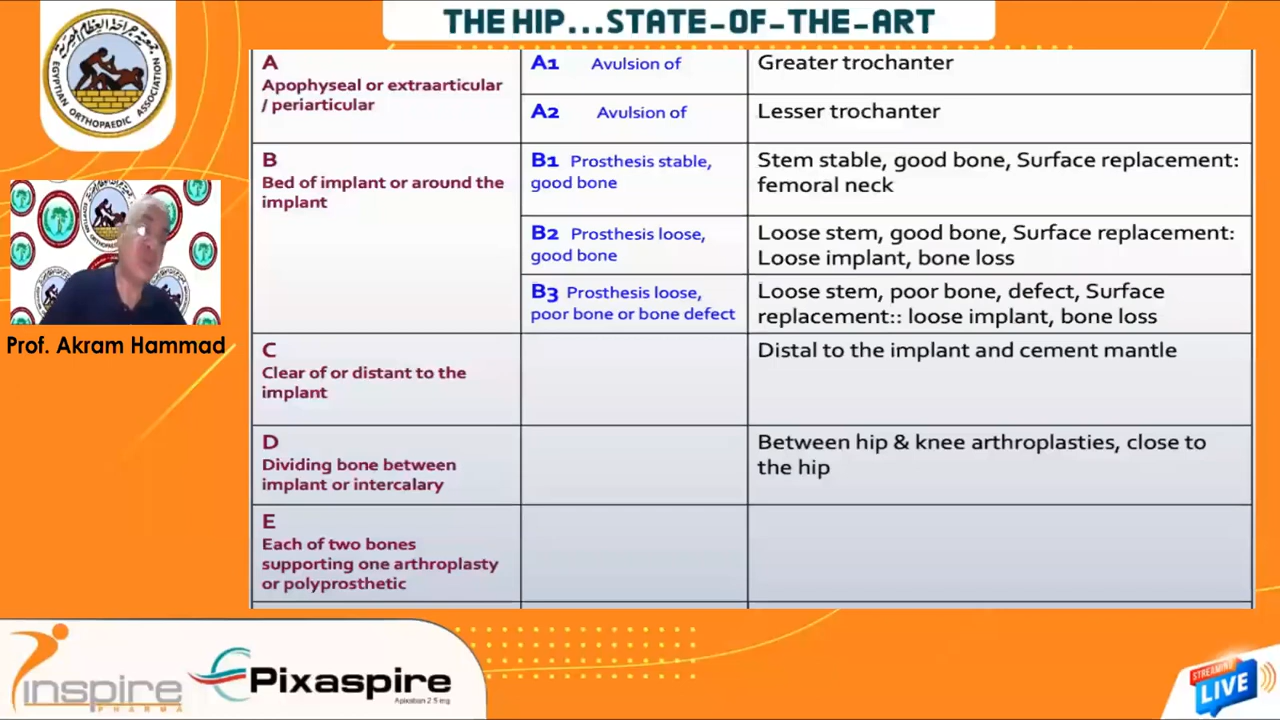 THE HIP...STATE-OF-THE-ART
EGYPTIAN ORTHOPAEDIC ASSOCIATION
Prof. Akram Hammad
A
Apophyseal or extraarticular
/ periarticular
A1 Avulsion of
Greater trochanter
A2 Avulsion of
Lesser trochanter
B
Bed of implant or around the
implant
B1 Prosthesis stable,
good bone
Stem stable, good bone, Surface replacement:
femoral neck
B2 Prosthesis loose,
good bone
Loose stem, good bone, Surface replacement:
Loose implant, bone loss
B3 Prosthesis loose,
poor bone or bone defect
Loose stem, poor bone, defect, Surface
replacement:: loose implant, bone loss
C
Clear of or distant to the
implant
Distal to the implant and cement mantle
D
Dividing bone between
implant or intercalary
Between hip & knee arthroplasties, close to
the hip
E
Each of two bones
supporting one arthroplasty
or polyprosthetic
inspire
PHARMA
Pixaspire
Apixaban 2.5 mg
STREAMING
LIVE